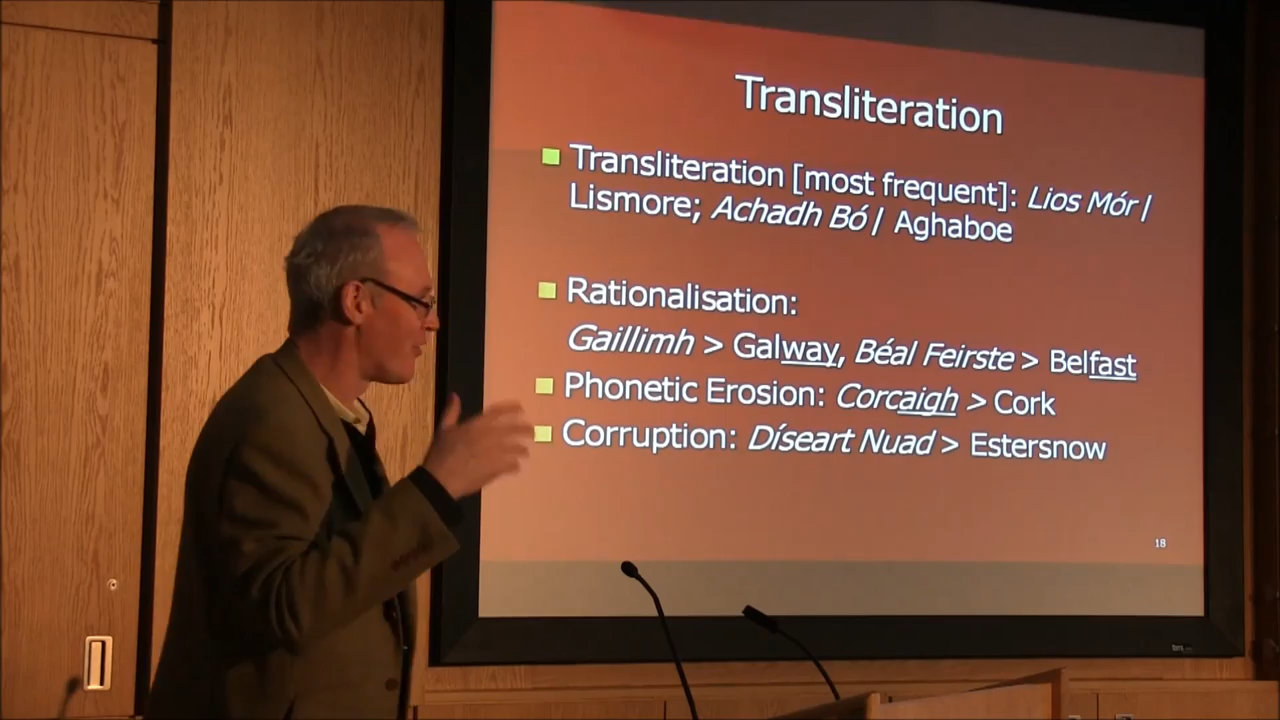 Transliteration
Transliteration [most frequent]: Lios Mór /
Lismore; Achadh Bó / Aghaboe
Rationalisation:
Gaillimh > Galway, Béal Feirste > Belfast
Phonetic Erosion: Corcaigh > Cork
Corruption: Díseart Nuad > Estersnow
18